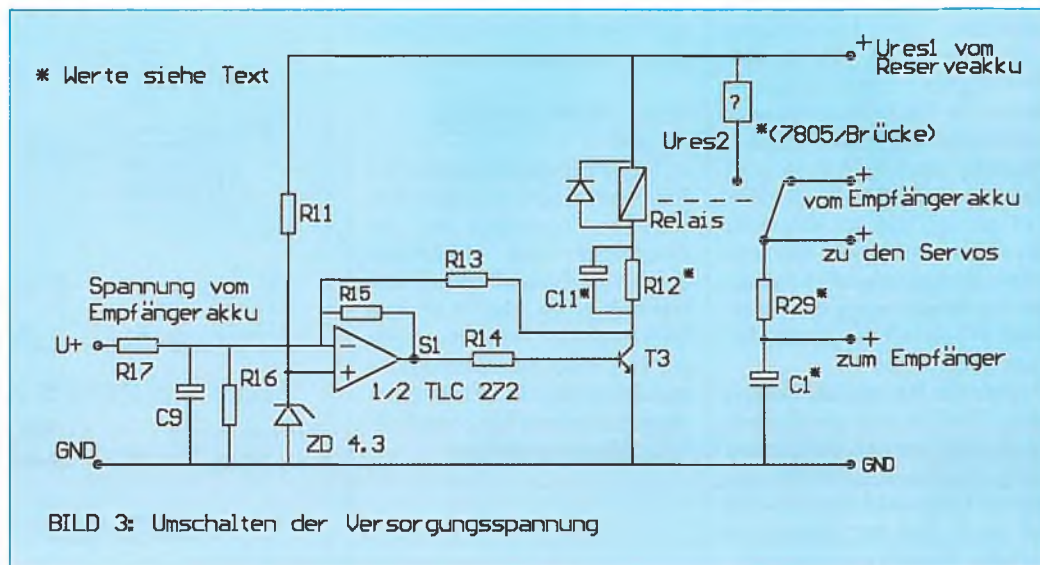 * Werte siehe Text
+ Ures1 vom
Reserveakku
?
Ures2
*(7805/Brücke)
R11
+
vom Empfängerakku
Relais
+
zu den Servos
R13
C11*
R12*
Spannung vom
Empfängerakku
R15
R29*
U+
R17
-
S1
R14
T3
+
zum Empfänger
R16
+
1/2 TLC 272
C9
C1*
ZD 4.3
GND
GND
BILD 3: Umschalten der Versorgungsspannung